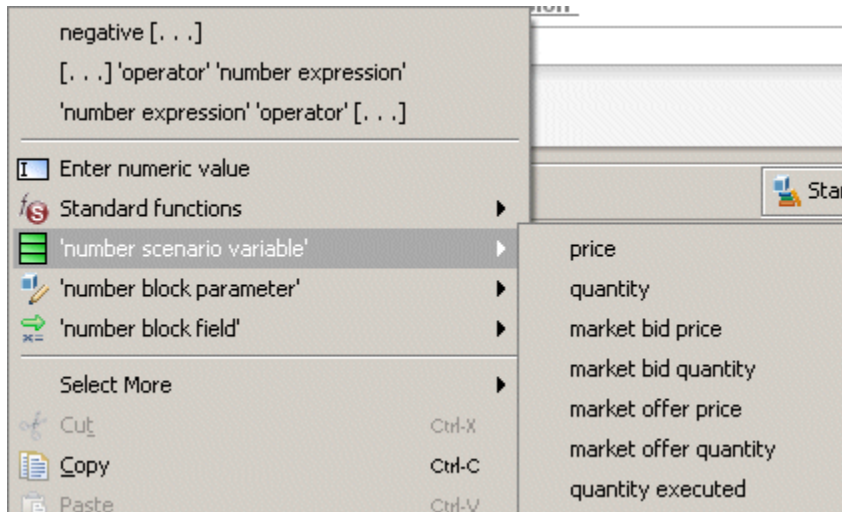 negative [. . .]
[. . .] 'operator' 'number expression'
'number expression' 'operator' [. . .]
Enter numeric value
Standard functions
'number scenario variable'
'number block parameter'
'number block field'
Select More
Cut Ctrl-X
Copy Ctrl-C
Paste Ctrl-V
Star
price
quantity
market bid price
market bid quantity
market offer price
market offer quantity
quantity executed